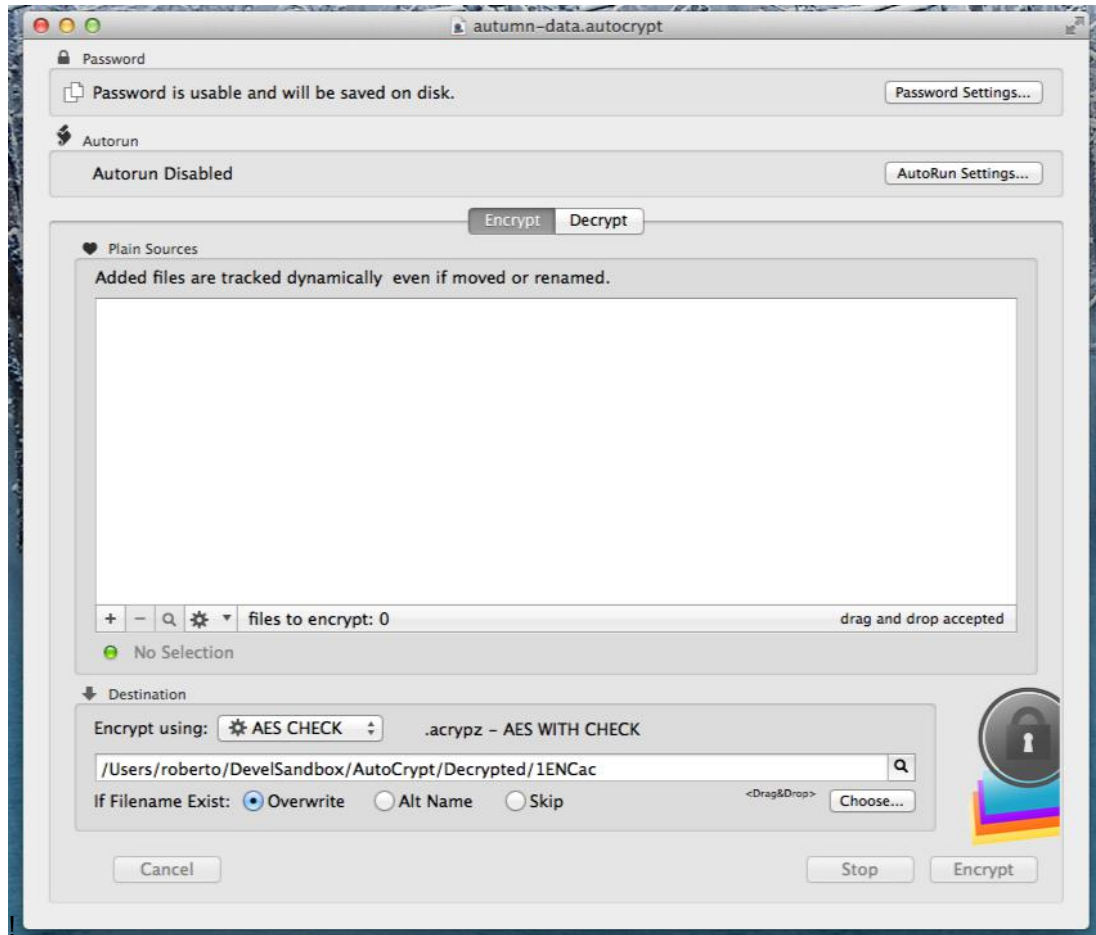 autumn-data.autocrypt
Password
Password is usable and will be saved on disk.
Password Settings...
Autorun
Autorun Disabled
AutoRun Settings...
Encrypt Decrypt
Plain Sources
Added files are tracked dynamically  even if moved or renamed.
files to encrypt: 0
drag and drop accepted
No Selection
Destination
Encrypt using: AES CHECK .acrypz – AES WITH CHECK
/Users/roberto/DevelSandbox/AutoCrypt/Decrypted/1ENCac
If Filename Exist: Overwrite Alt Name Skip <Drag&Drop> Choose...
Cancel Stop Encrypt